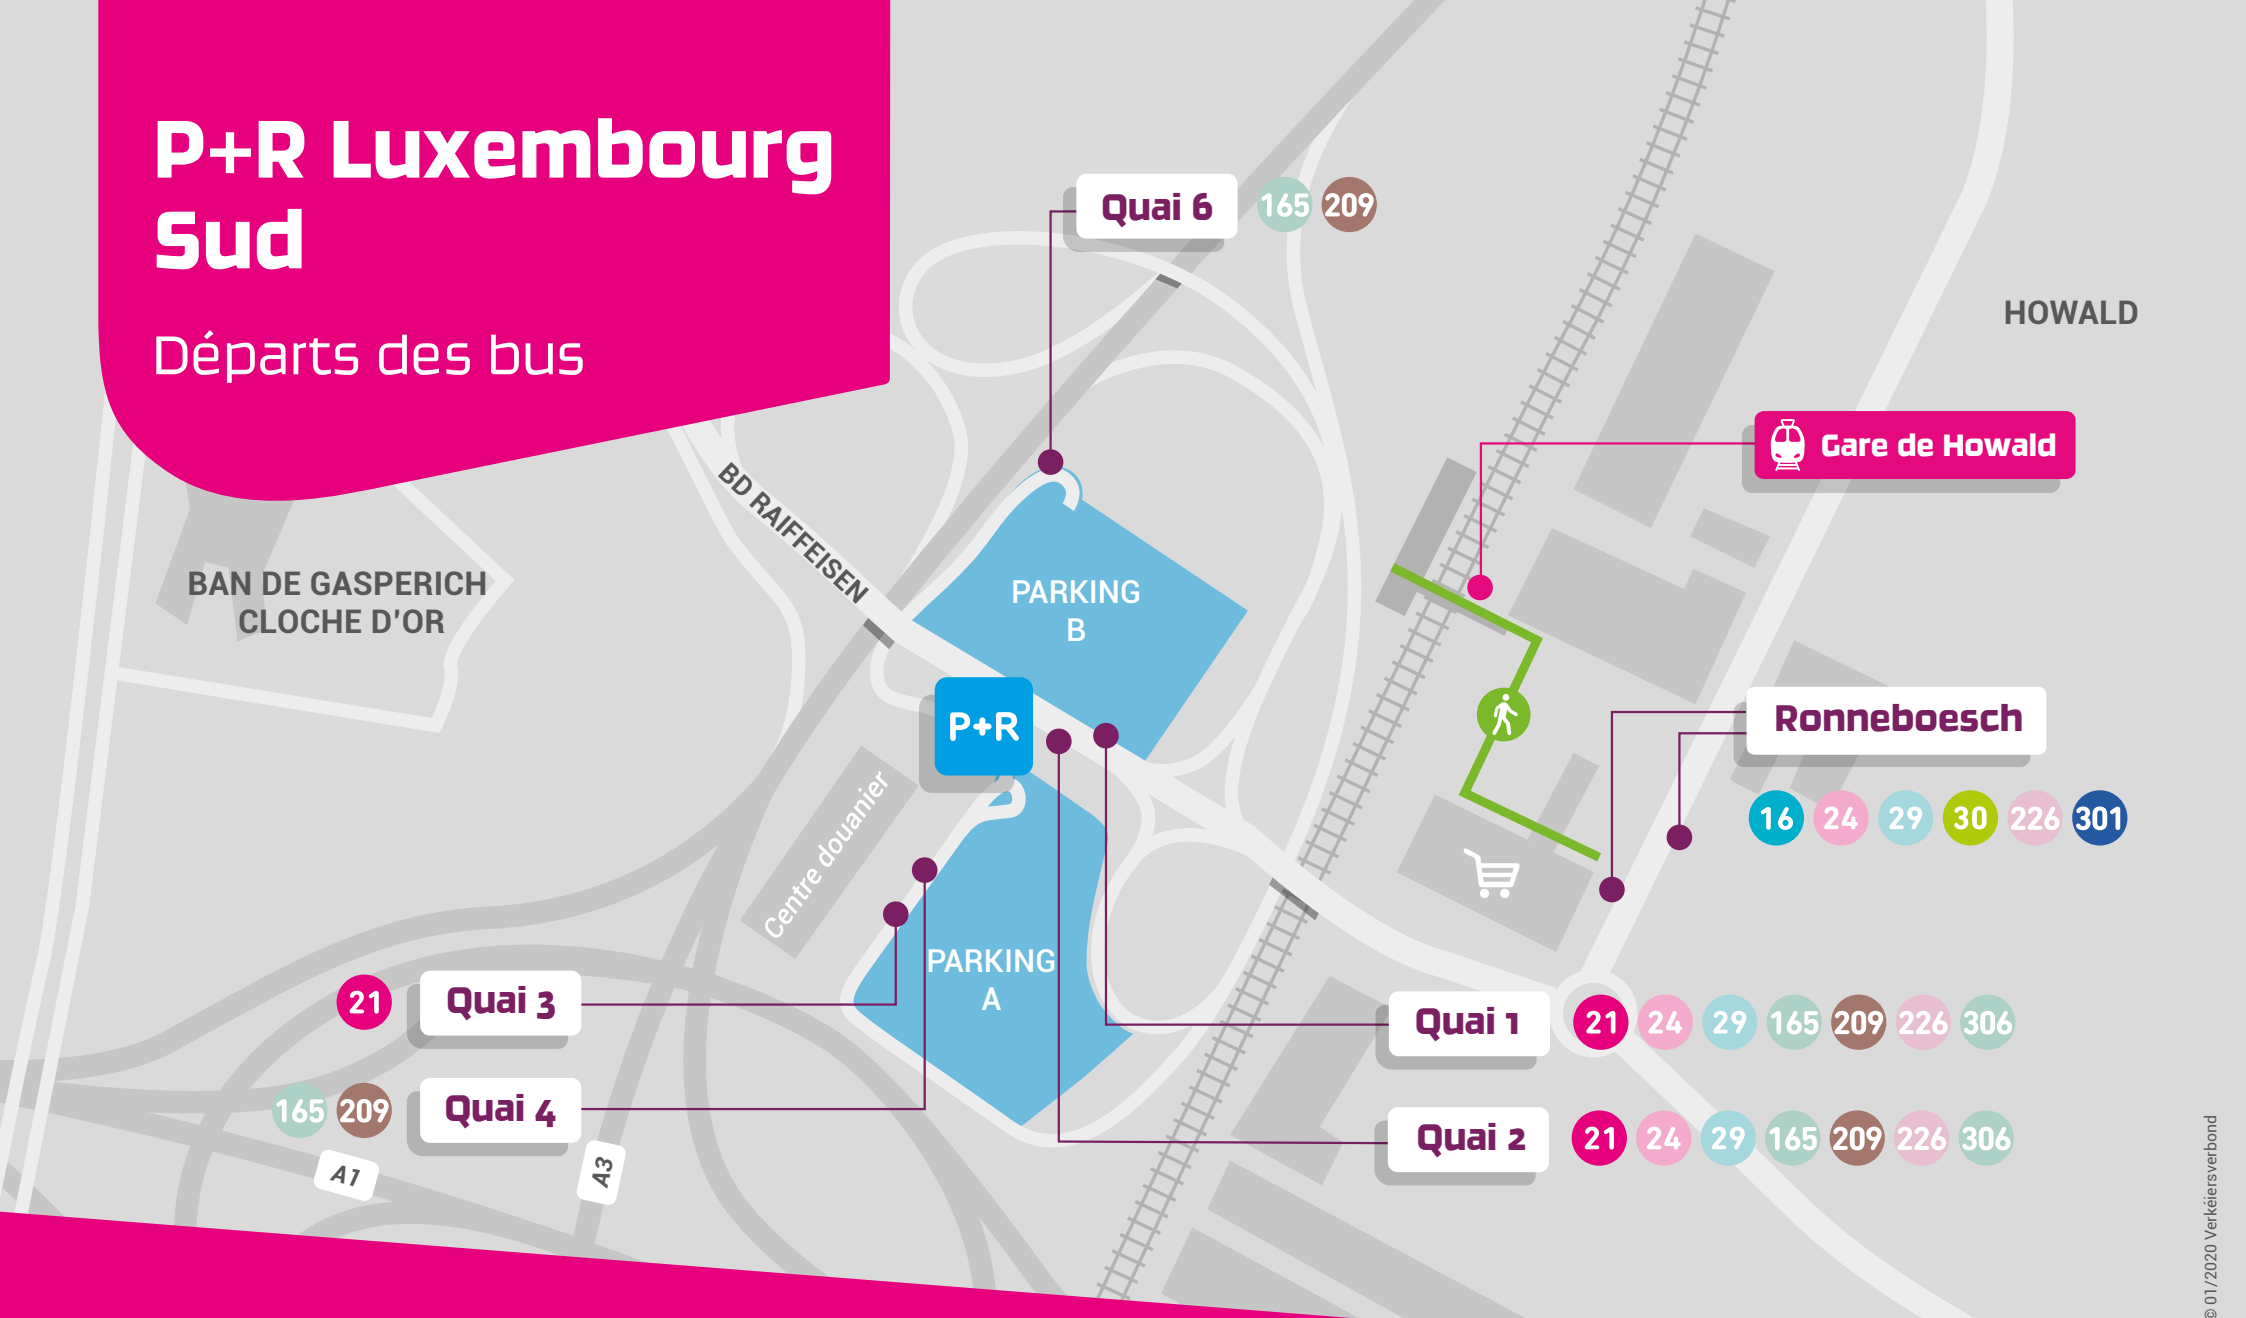 P+R Luxembourg
Sud
Départs des bus
Quai 6
165
209
HOWALD
Gare de Howald
BD RAIFFEISEN
BAN DE GASPERICH
CLOCHE D'OR
PARKING
B
P+R
Ronneboesch
16
24
29
30
226
301
Centre douanier
PARKING
A
21
Quai 3
Quai 1
21
24
29
165
209
226
306
165
209
Quai 4
Quai 2
21
24
29
165
209
226
306
A1
A3
© 01/2020 Verkéiersverbond